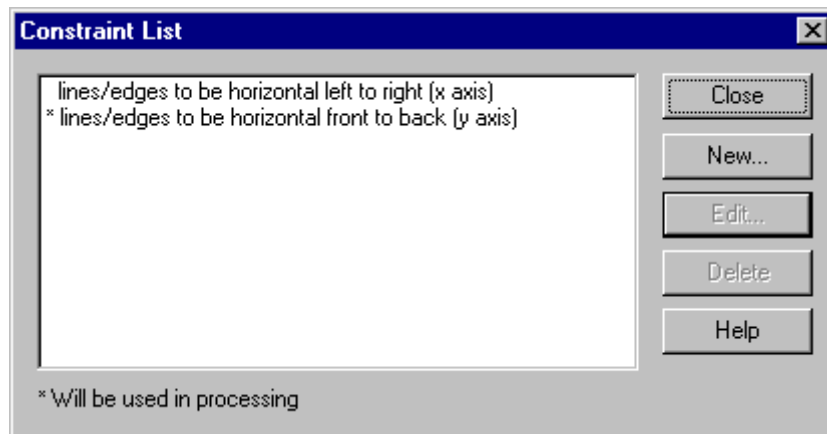 Constraint List
lines/edges to be horizontal left to right (x axis)
* lines/edges to be horizontal front to back (y axis)
Close
New...
Edit...
Delete
Help
* Will be used in processing